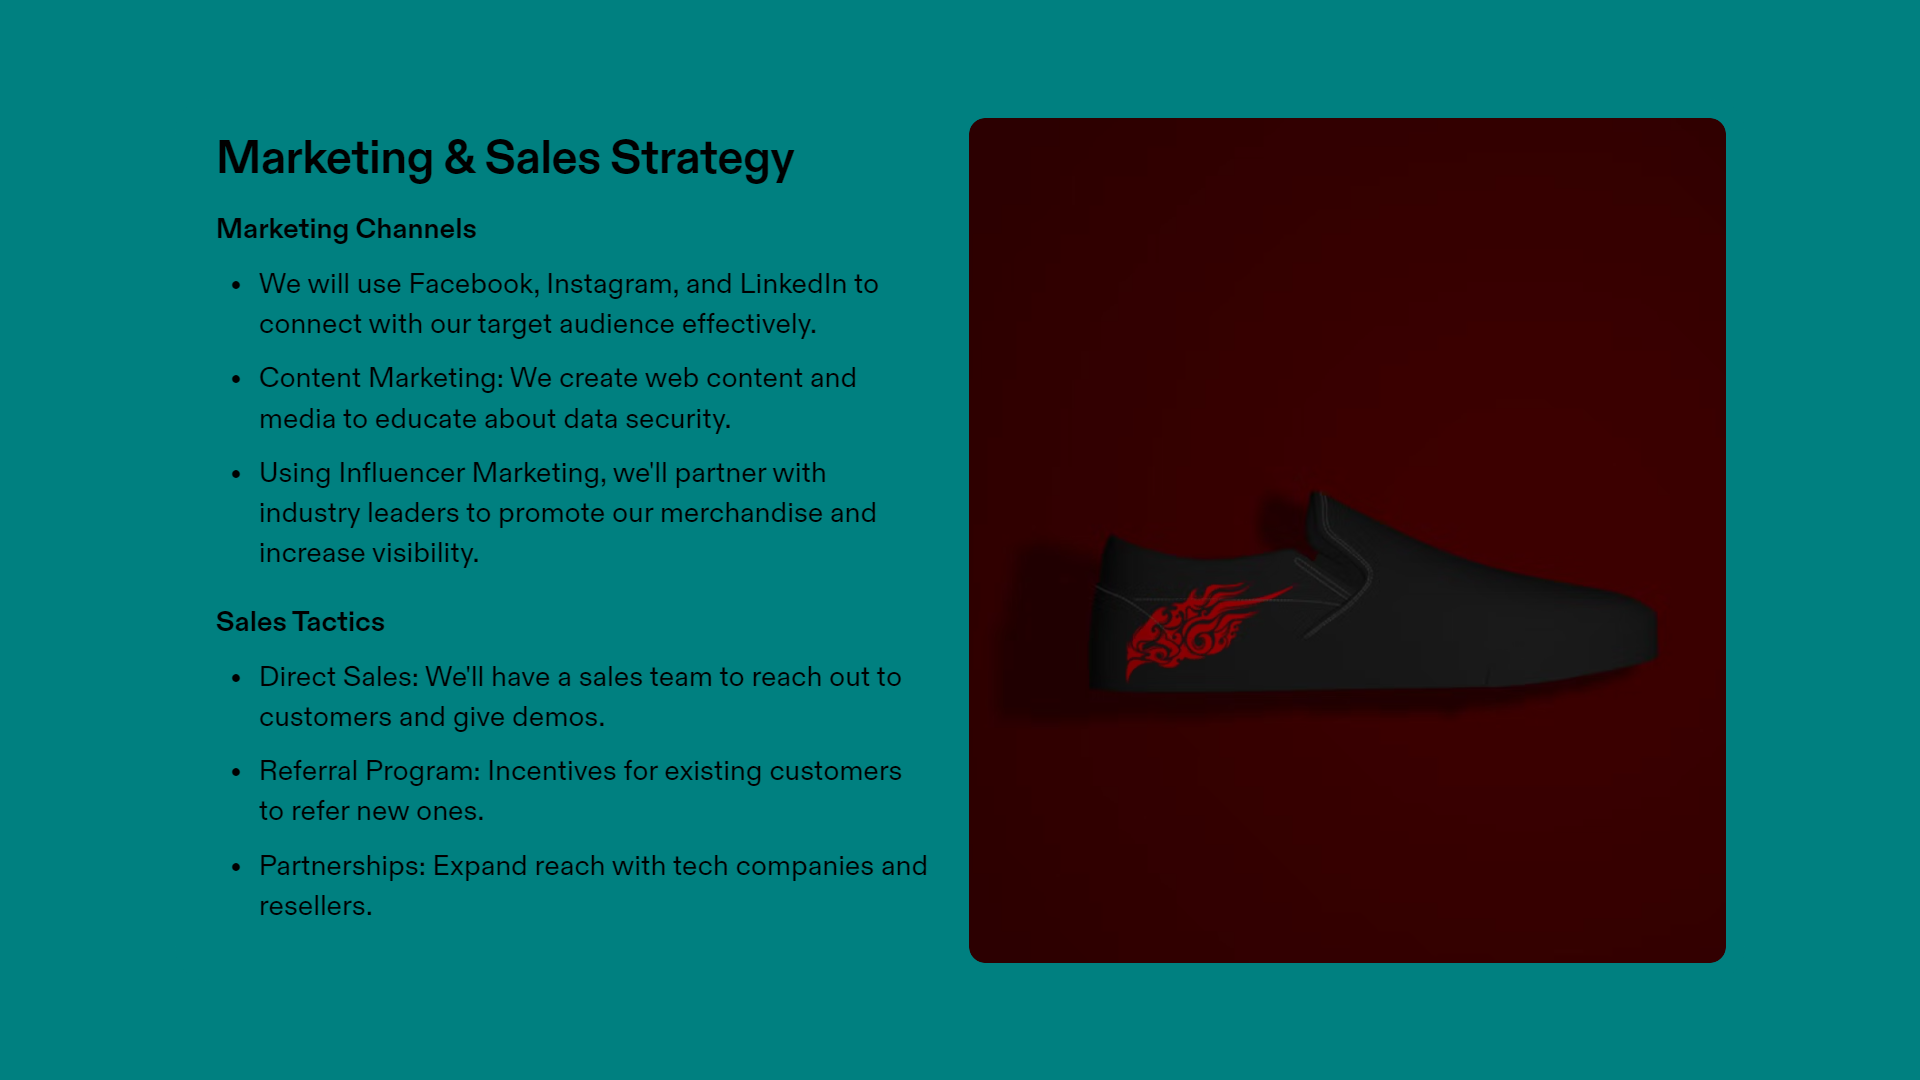 Marketing & Sales Strategy
Marketing Channels
• We will use Facebook, Instagram, and LinkedIn to
connect with our target audience effectively.
• Content Marketing: We create web content and
media to educate about data security.
• Using Influencer Marketing, we'll partner with
industry leaders to promote our merchandise and
increase visibility.
Sales Tactics
• Direct Sales: We'll have a sales team to reach out to
customers and give demos.
• Referral Program: Incentives for existing customers
to refer new ones.
• Partnerships: Expand reach with tech companies and
resellers.